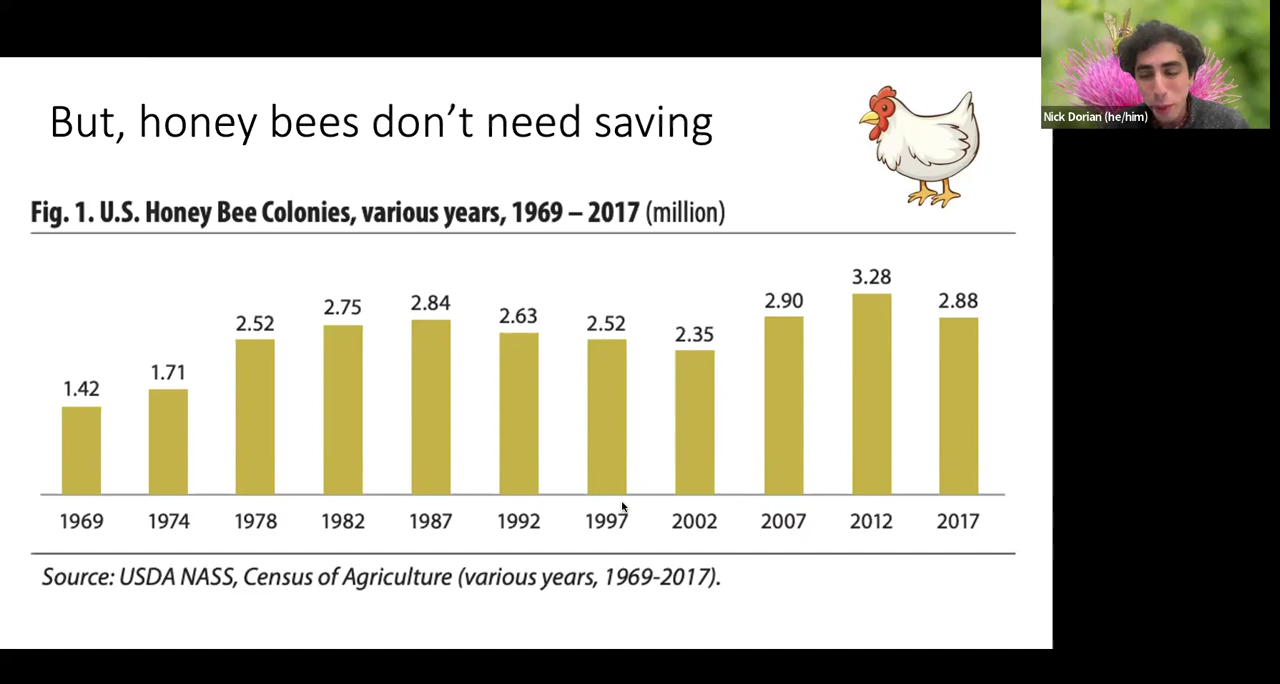 But, honey bees don’t need saving
Nick Dorian (he/him)
Fig. 1. U.S. Honey Bee Colonies, various years, 1969 – 2017 (million)
1.42 1.71 2.52 2.75 2.84 2.63 2.52 2.35 2.90 3.28 2.88
1969 1974 1978 1982 1987 1992 1997 2002 2007 2012 2017
Source: USDA NASS, Census of Agriculture (various years, 1969-2017).